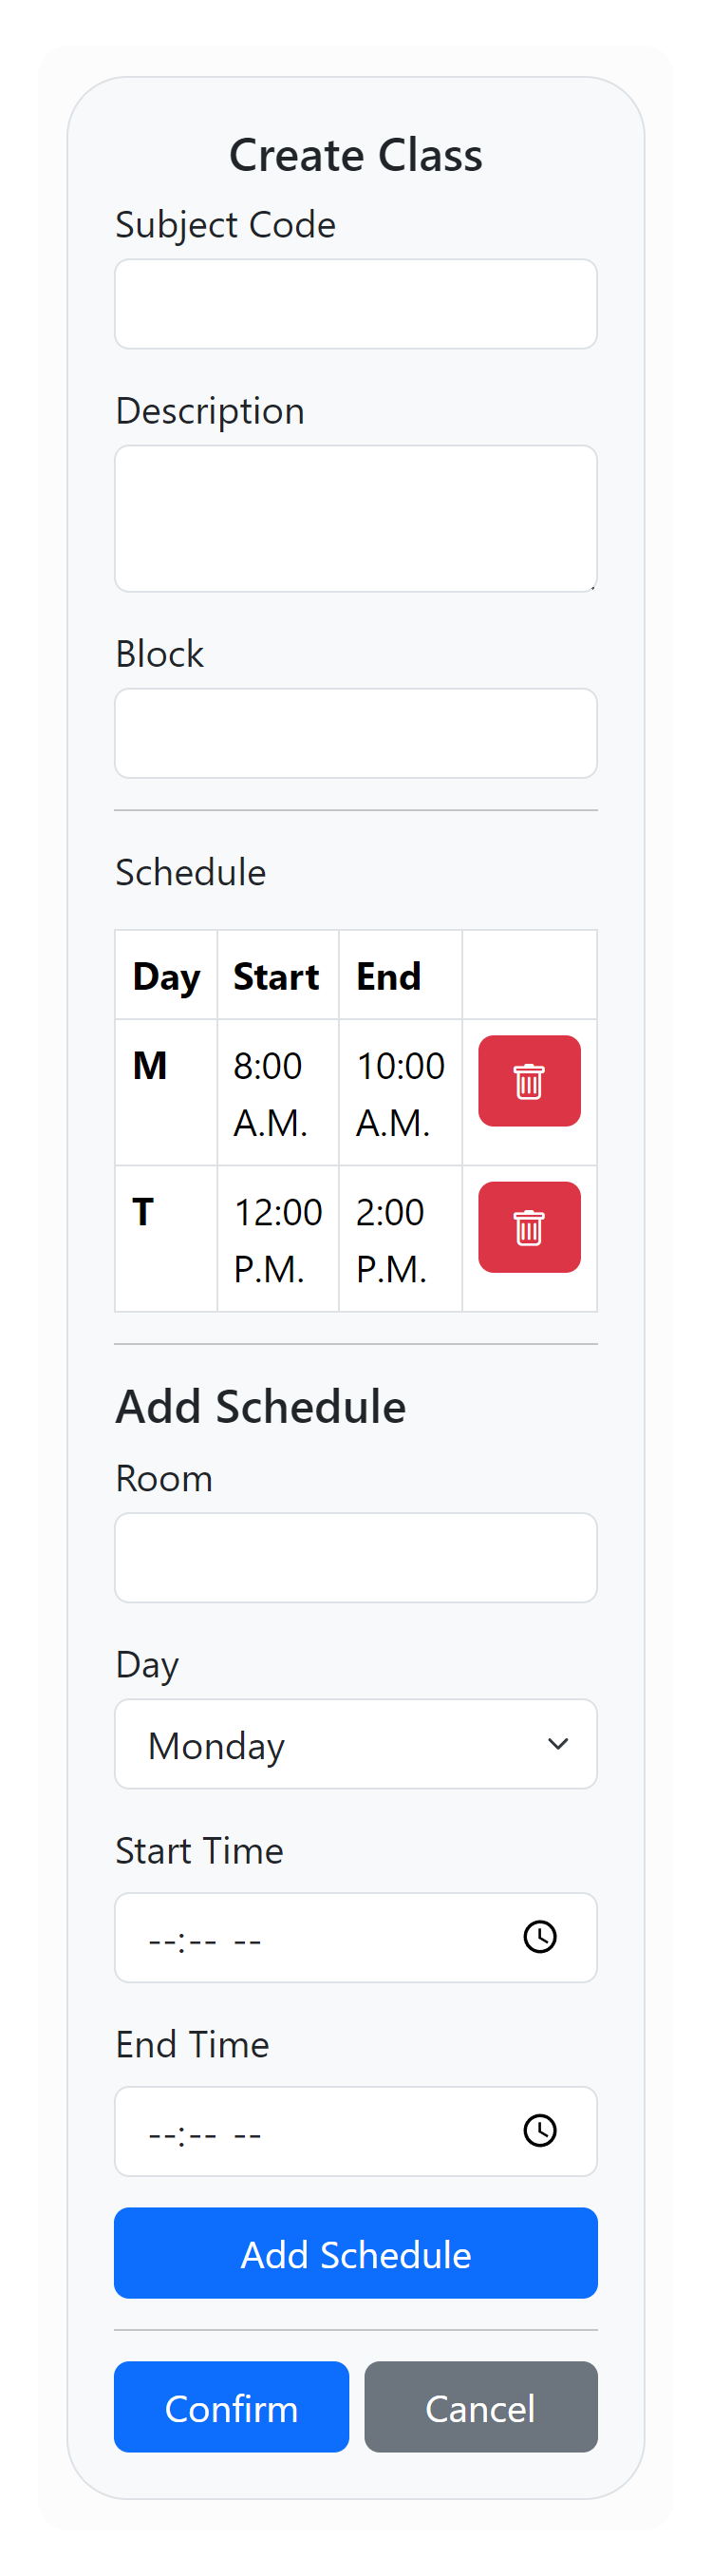 Create Class
Subject Code
Description
Block
Schedule
Day Start End
M 8:00 10:00
A.M. A.M.
T 12:00 2:00
P.M. P.M.
Add Schedule
Room
Day
Monday
Start Time
--:-- --
End Time
--:-- --
Add Schedule
Confirm Cancel